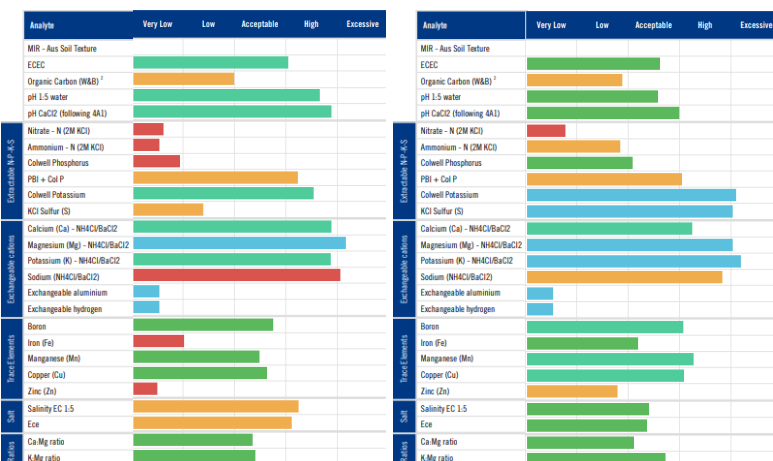 Analyte Very Low Low Acceptable High Excessive
MIR - Aus Soil Texture
ECEC
Organic Carbon (W&B) ²
pH 1:5 water
pH CaCl2 (following 4A1)
Extractable N-P-K-S
Nitrate - N (2M KCl)
Ammonium - N (2M KCl)
Colwell Phosphorus
PBI + Col P
Colwell Potassium
KCl Sulfur (S)
Exchangeable cations
Calcium (Ca) - NH4Cl/BaCl2
Magnesium (Mg) - NH4Cl/BaCl2
Potassium (K) - NH4Cl/BaCl2
Sodium (NH4Cl/BaCl2)
Exchangeable aluminium
Exchangeable hydrogen
Trace Elements
Boron
Iron (Fe)
Manganese (Mn)
Copper (Cu)
Zinc (Zn)
Salt
Salinity EC 1:5
Ece
Ratios
Ca:Mg ratio
K:Mg ratio
Analyte Very Low Low Acceptable High Excessive
MIR - Aus Soil Texture
ECEC
Organic Carbon (W&B) ²
pH 1:5 water
pH CaCl2 (following 4A1)
Extractable N-P-K-S
Nitrate - N (2M KCl)
Ammonium - N (2M KCl)
Colwell Phosphorus
PBI + Col P
Colwell Potassium
KCl Sulfur (S)
Exchangeable cations
Calcium (Ca) - NH4Cl/BaCl2
Magnesium (Mg) - NH4Cl/BaCl2
Potassium (K) - NH4Cl/BaCl2
Sodium (NH4Cl/BaCl2)
Exchangeable aluminium
Exchangeable hydrogen
Trace Elements
Boron
Iron (Fe)
Manganese (Mn)
Copper (Cu)
Zinc (Zn)
Salt
Salinity EC 1:5
Ece
Ratios
Ca:Mg ratio
K:Mg ratio